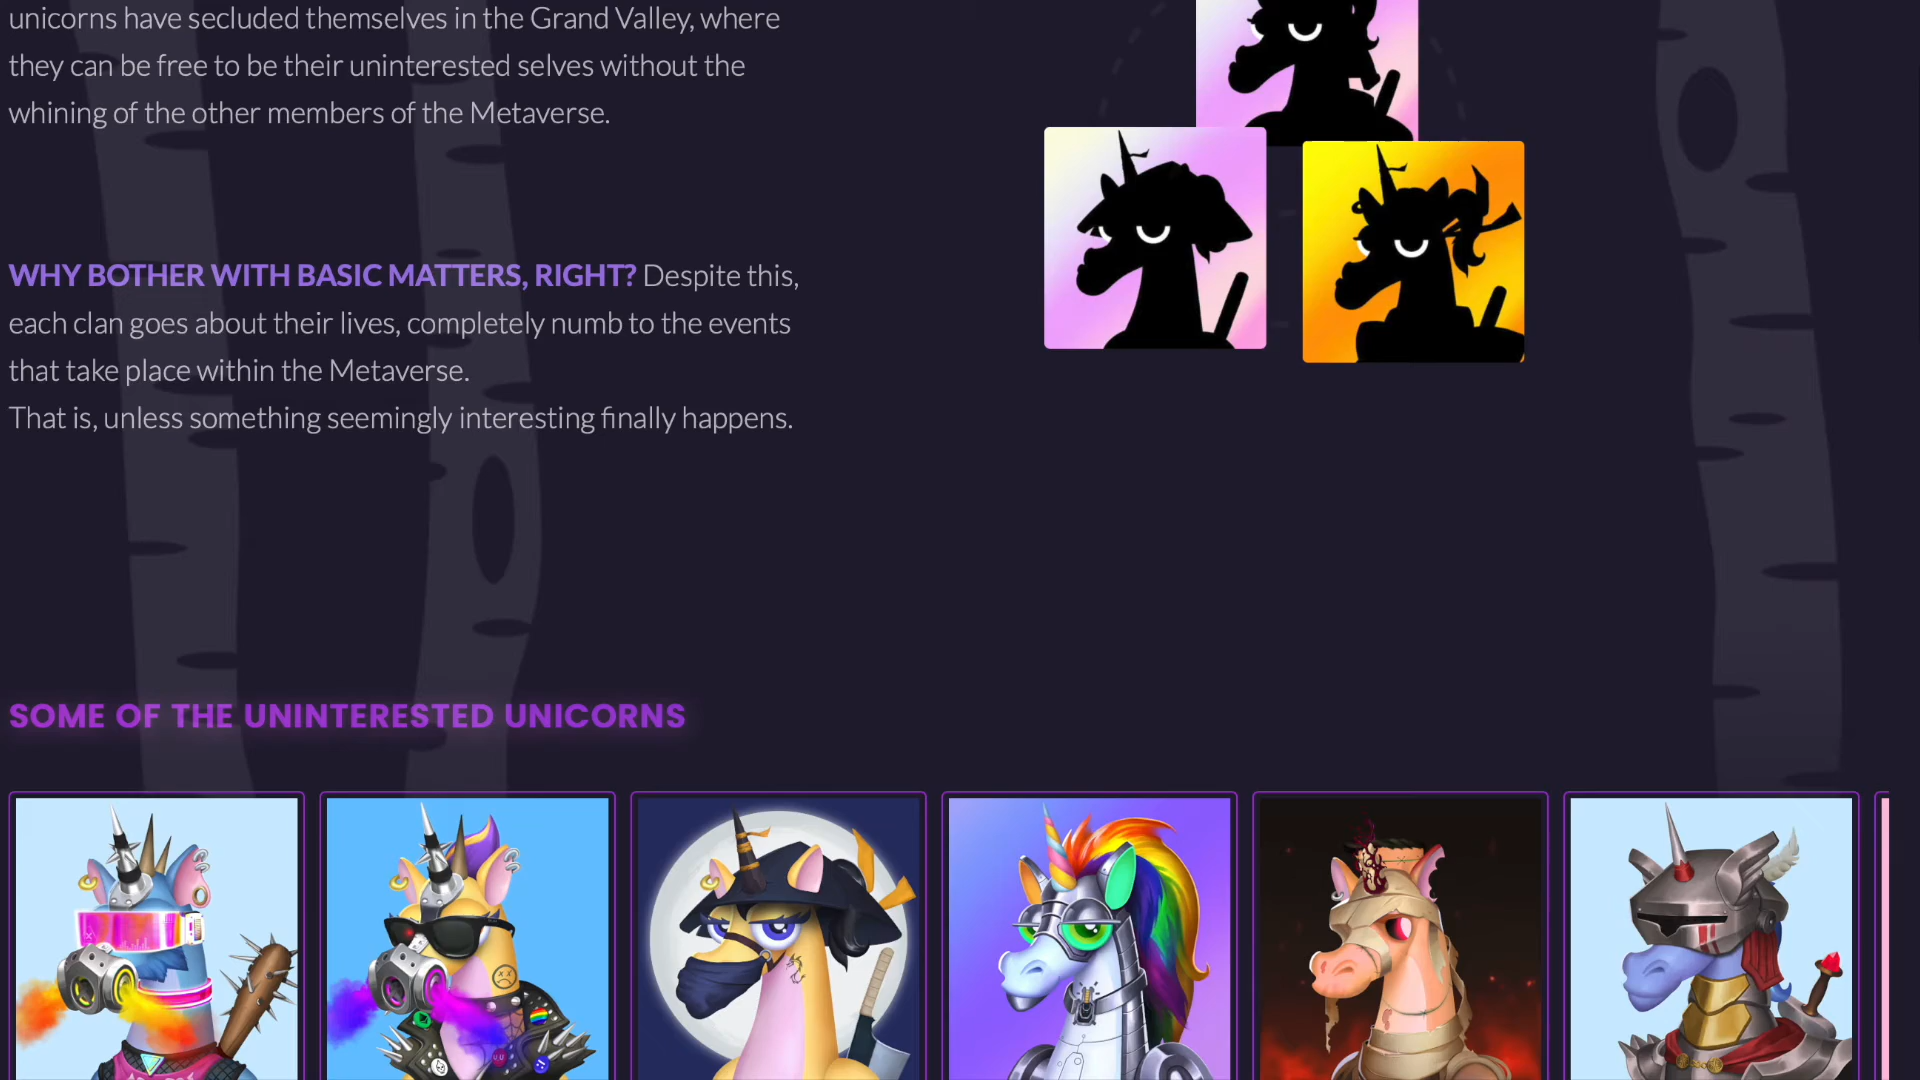 unicorns have secluded themselves in the Grand Valley, where
they can be free to be their uninterested selves without the
whining of the other members of the Metaverse.
WHY BOTHER WITH BASIC MATTERS, RIGHT? Despite this,
each clan goes about their lives, completely numb to the events
that take place within the Metaverse.
That is, unless something seemingly interesting finally happens.
SOME OF THE UNINTERESTED UNICORNS